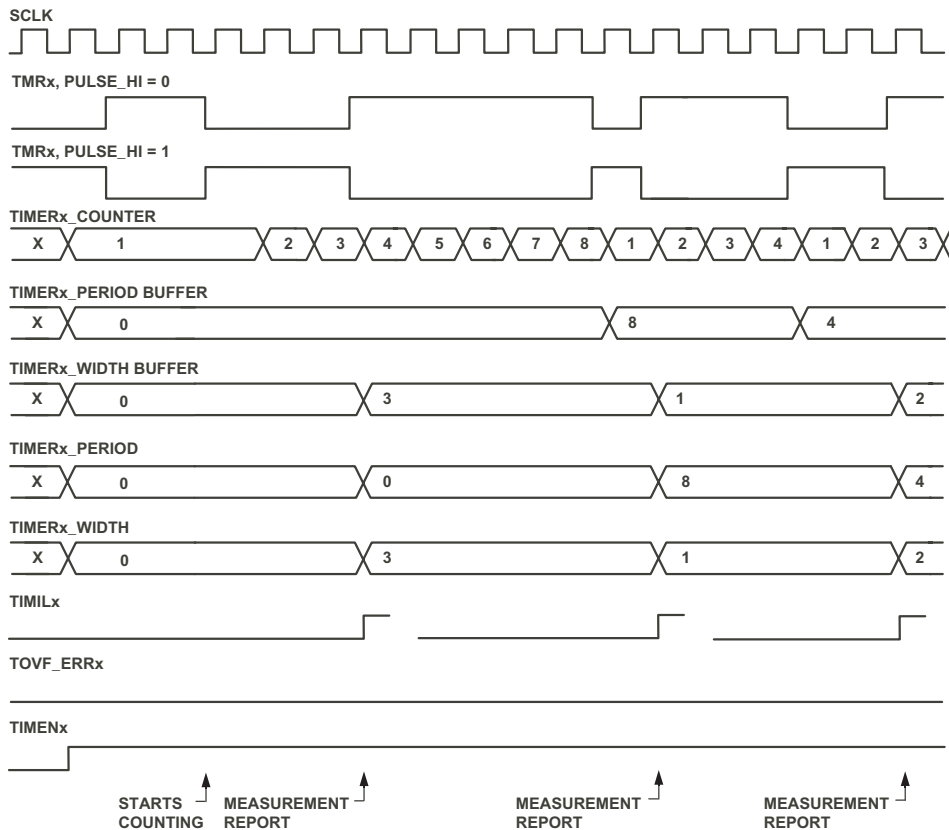 SCLK
TMRx, PULSE_HI = 0
TMRx, PULSE_HI = 1
TIMERx_COUNTER
X 1 2 3 4 5 6 7 8 1 2 3 4 1 2 3
TIMERx_PERIOD BUFFER
X 0 8 4
TIMERx_WIDTH BUFFER
X 0 3 1 2
TIMERx_PERIOD
X 0 0 8 4
TIMERx_WIDTH
X 0 3 1 2
TIMILx
TOVF_ERRx
TIMENx
STARTS COUNTING
MEASUREMENT REPORT
MEASUREMENT REPORT
MEASUREMENT REPORT